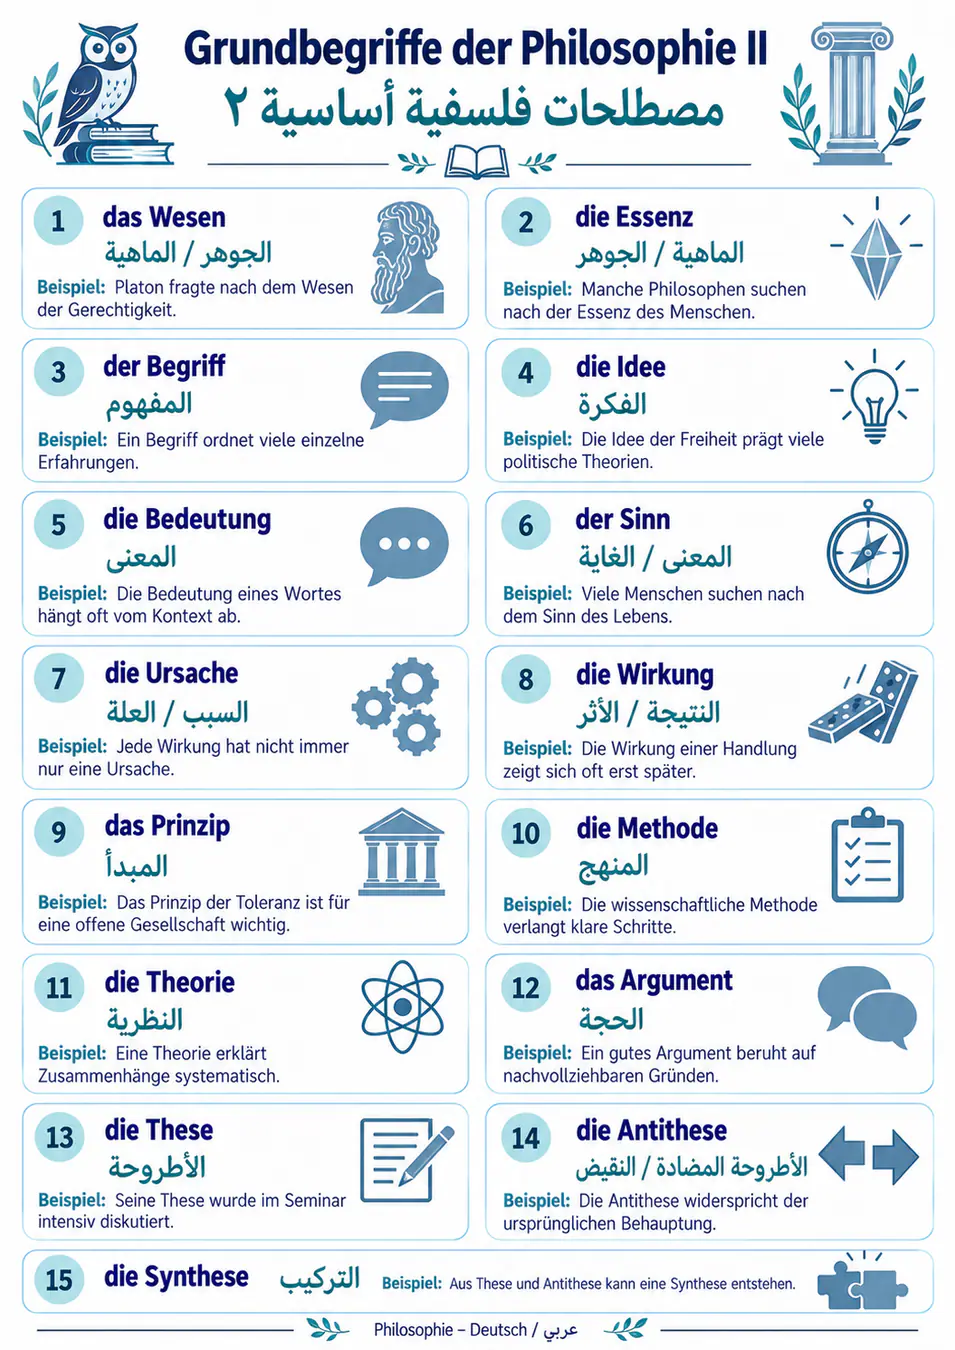 Grundbegriffe der Philosophie II
مصطلحات فلسفية أساسية ٢
1
das Wesen
الجوهر / الماهية
Beispiel: Platon fragte nach dem Wesen
der Gerechtigkeit.
2
die Essenz
الماهية / الجوهر
Beispiel: Manche Philosophen suchen
nach der Essenz des Menschen.
3
der Begriff
المفهوم
Beispiel: Ein Begriff ordnet viele einzelne
Erfahrungen.
4
die Idee
الفكرة
Beispiel: Die Idee der Freiheit prägt viele
politische Theorien.
5
die Bedeutung
المعنى
Beispiel: Die Bedeutung eines Wortes
hängt oft vom Kontext ab.
6
der Sinn
المعنى / الغاية
Beispiel: Viele Menschen suchen nach
dem Sinn des Lebens.
7
die Ursache
السبب / العلة
Beispiel: Jede Wirkung hat nicht immer
nur eine Ursache.
8
die Wirkung
النتيجة / الأثر
Beispiel: Die Wirkung einer Handlung
zeigt sich oft erst später.
9
das Prinzip
المبدأ
Beispiel: Das Prinzip der Toleranz ist für
eine offene Gesellschaft wichtig.
10
die Methode
المنهج
Beispiel: Die wissenschaftliche Methode
verlangt klare Schritte.
11
die Theorie
النظرية
Beispiel: Eine Theorie erklärt
Zusammenhänge systematisch.
12
das Argument
الحجة
Beispiel: Ein gutes Argument beruht auf
nachvollziehbaren Gründen.
13
die These
الأطروحة
Beispiel: Seine These wurde im Seminar
intensiv diskutiert.
14
die Antithese
الأطروحة المضادة / النقيض
Beispiel: Die Antithese widerspricht der
ursprünglichen Behauptung.
15 die Synthese التركيب Beispiel: Aus These und Antithese kann eine Synthese entstehen.
Philosophie – Deutsch / عربي